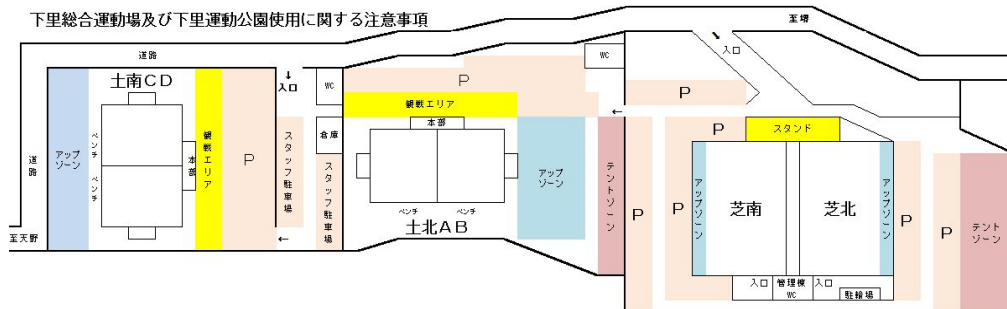 下里総合運動場及び下里運動公園使用に関する注意事項
至堺
道路
入口
WC
土南CD
↓
入口
WC
P
P
観戦エリア
←
本部
P
スタンド
道路
アップゾーン
ベンチ
ベンチ
本部
観戦エリア
P
スタッフ駐車場
倉庫
スタッフ駐車場
アップゾーン
テントゾーン
P
P
アップゾーン
芝南
芝北
アップゾーン
P
P
テントゾーン
ベンチ
ベンチ
土北AB
至天野
←
入口
管理棟
WC
入口
駐輪場